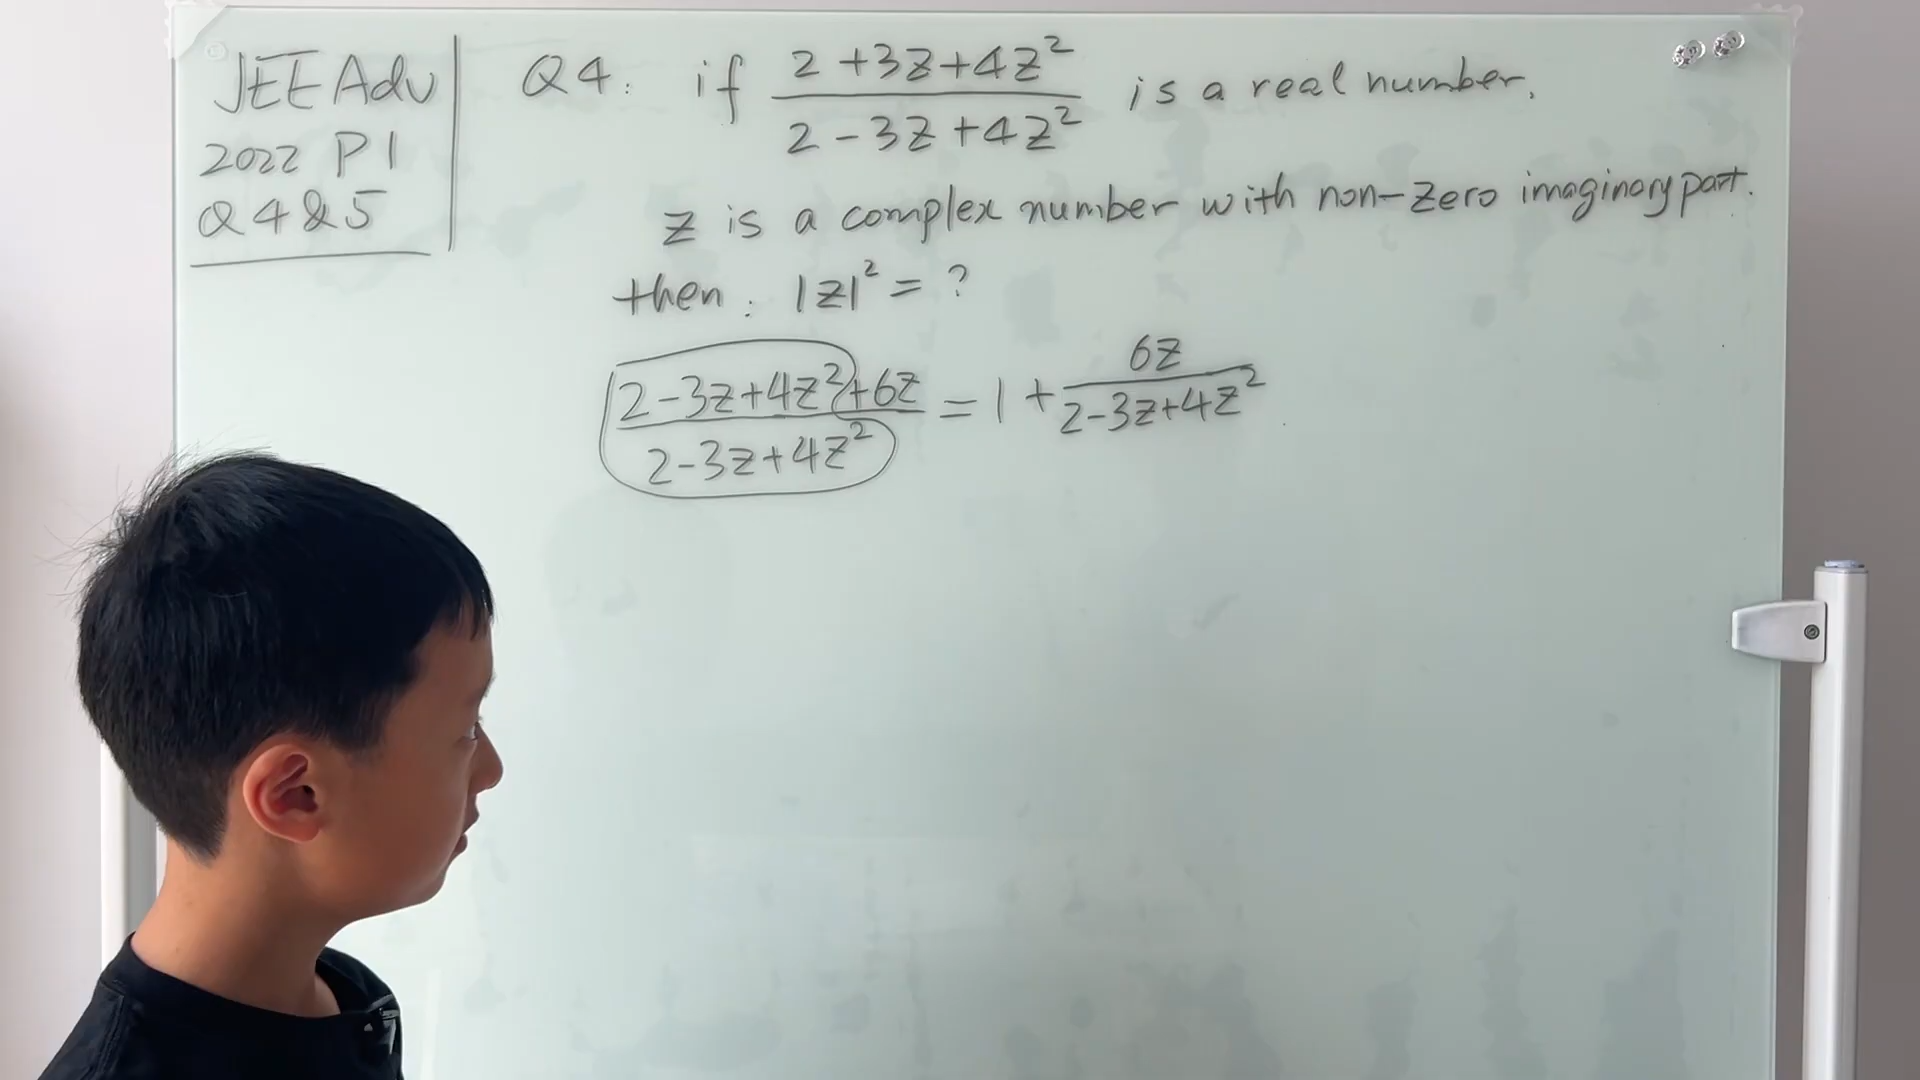 JEE Adv
2022 P1
Q4&5
Q4: if (2+3z+4z²)/(2-3z+4z²) is a real number.
z is a complex number with non-zero imaginary part.
then: |z|² = ?
(2-3z+4z²+6z)/(2-3z+4z²) = 1 + 6z/(2-3z+4z²)